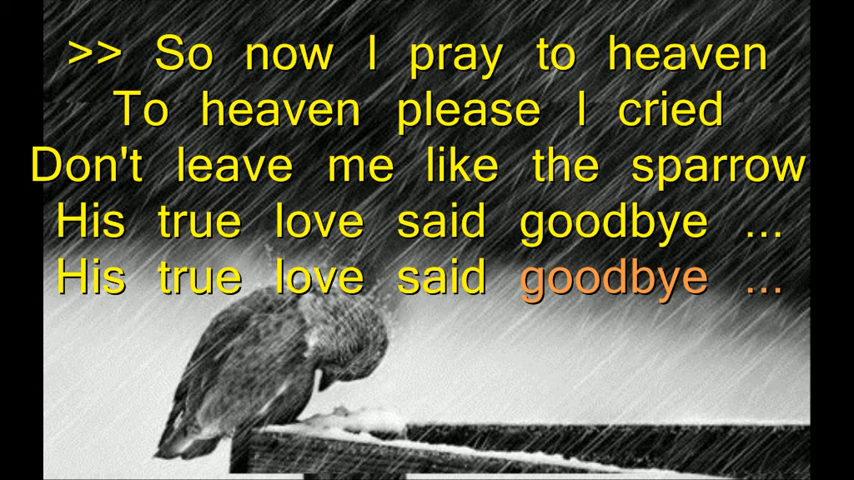 >> So now I pray to heaven
To heaven please I cried
Don't leave me like the sparrow
His true love said goodbye ...
His true love said goodbye ...